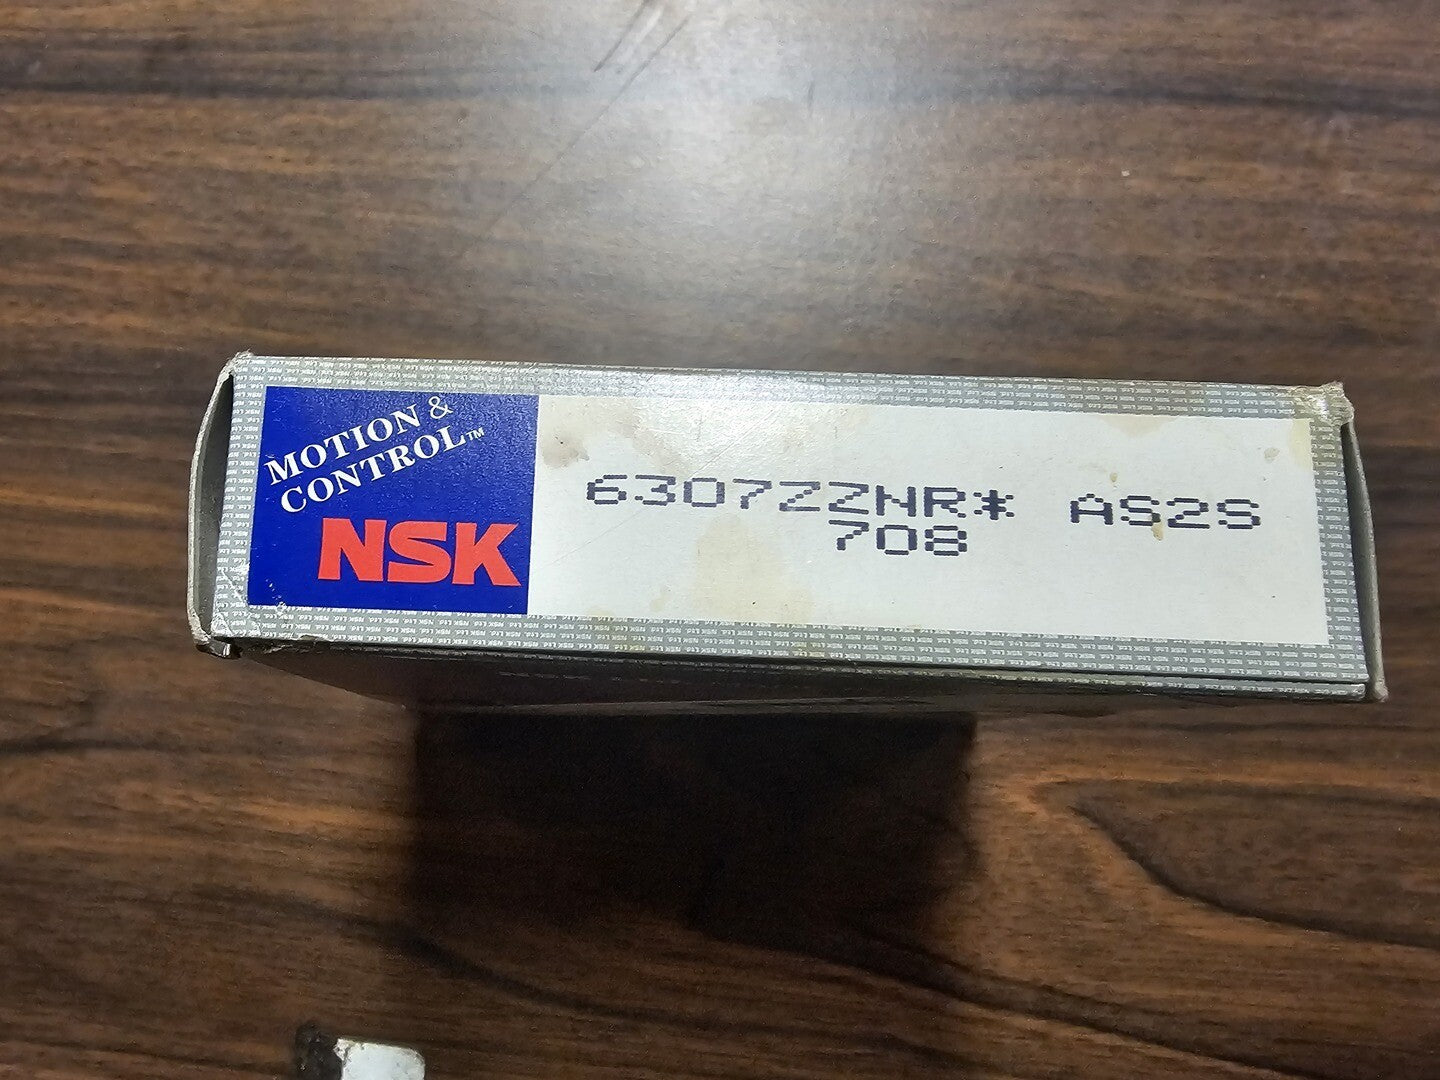 MOTION &
CONTROL™
NSK
6307ZZNR* AS2S
708